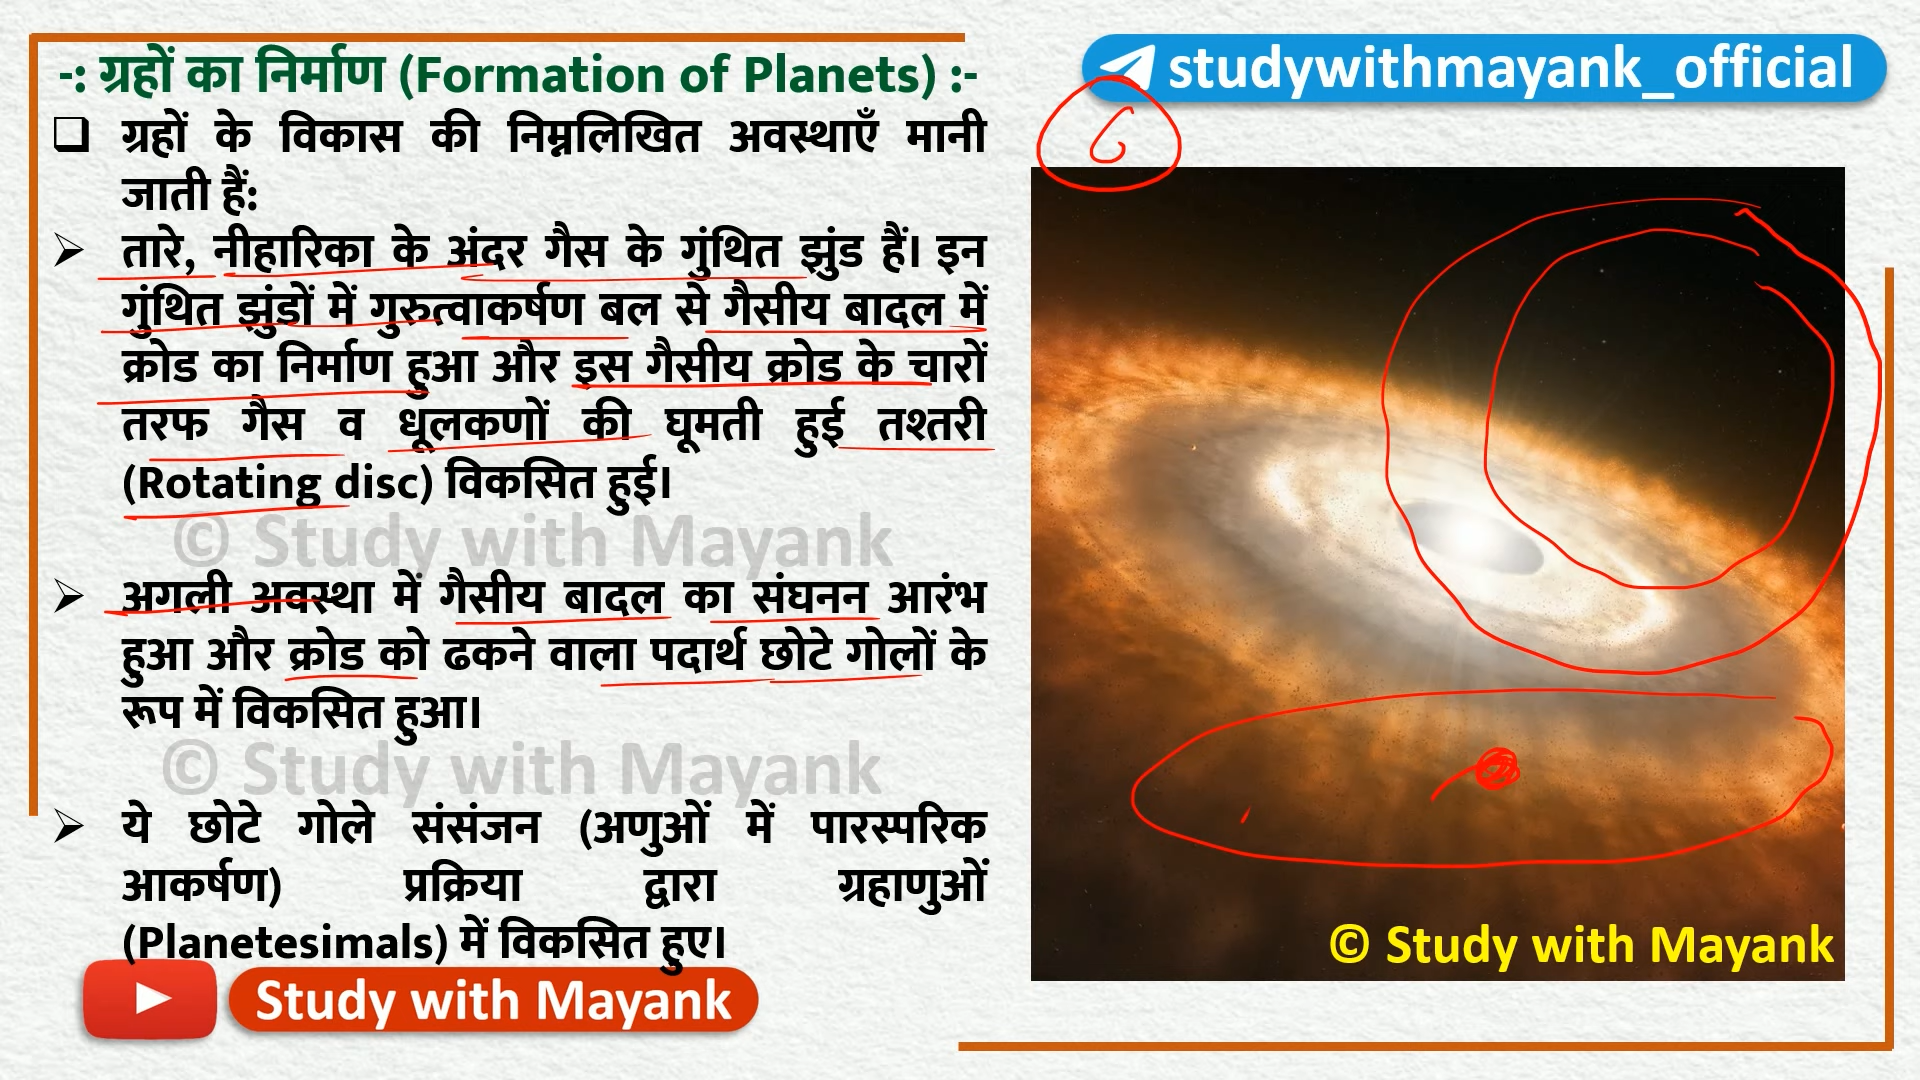 -: ग्रहों का निर्माण (Formation of Planets) :-
studywithmayank_official
❑ ग्रहों के विकास की निम्नलिखित अवस्थाएँ मानी
जाती हैं:
➢ तारे, नीहारिका के अंदर गैस के गुंथित झुंड हैं। इन
गुंथित झुंडों में गुरुत्वाकर्षण बल से गैसीय बादल में
क्रोड का निर्माण हुआ और इस गैसीय क्रोड के चारों
तरफ गैस व धूलकणों की घूमती हुई तश्तरी
(Rotating disc) विकसित हुई।
© Study with Mayank
➢ अगली अवस्था में गैसीय बादल का संघनन आरंभ
हुआ और क्रोड को ढकने वाला पदार्थ छोटे गोलों के
रूप में विकसित हुआ।
© Study with Mayank
➢ ये छोटे गोले संसंजन (अणुओं में पारस्परिक
आकर्षण) प्रक्रिया द्वारा ग्रहाणुओं
(Planetesimals) में विकसित हुए।
Study with Mayank
© Study with Mayank